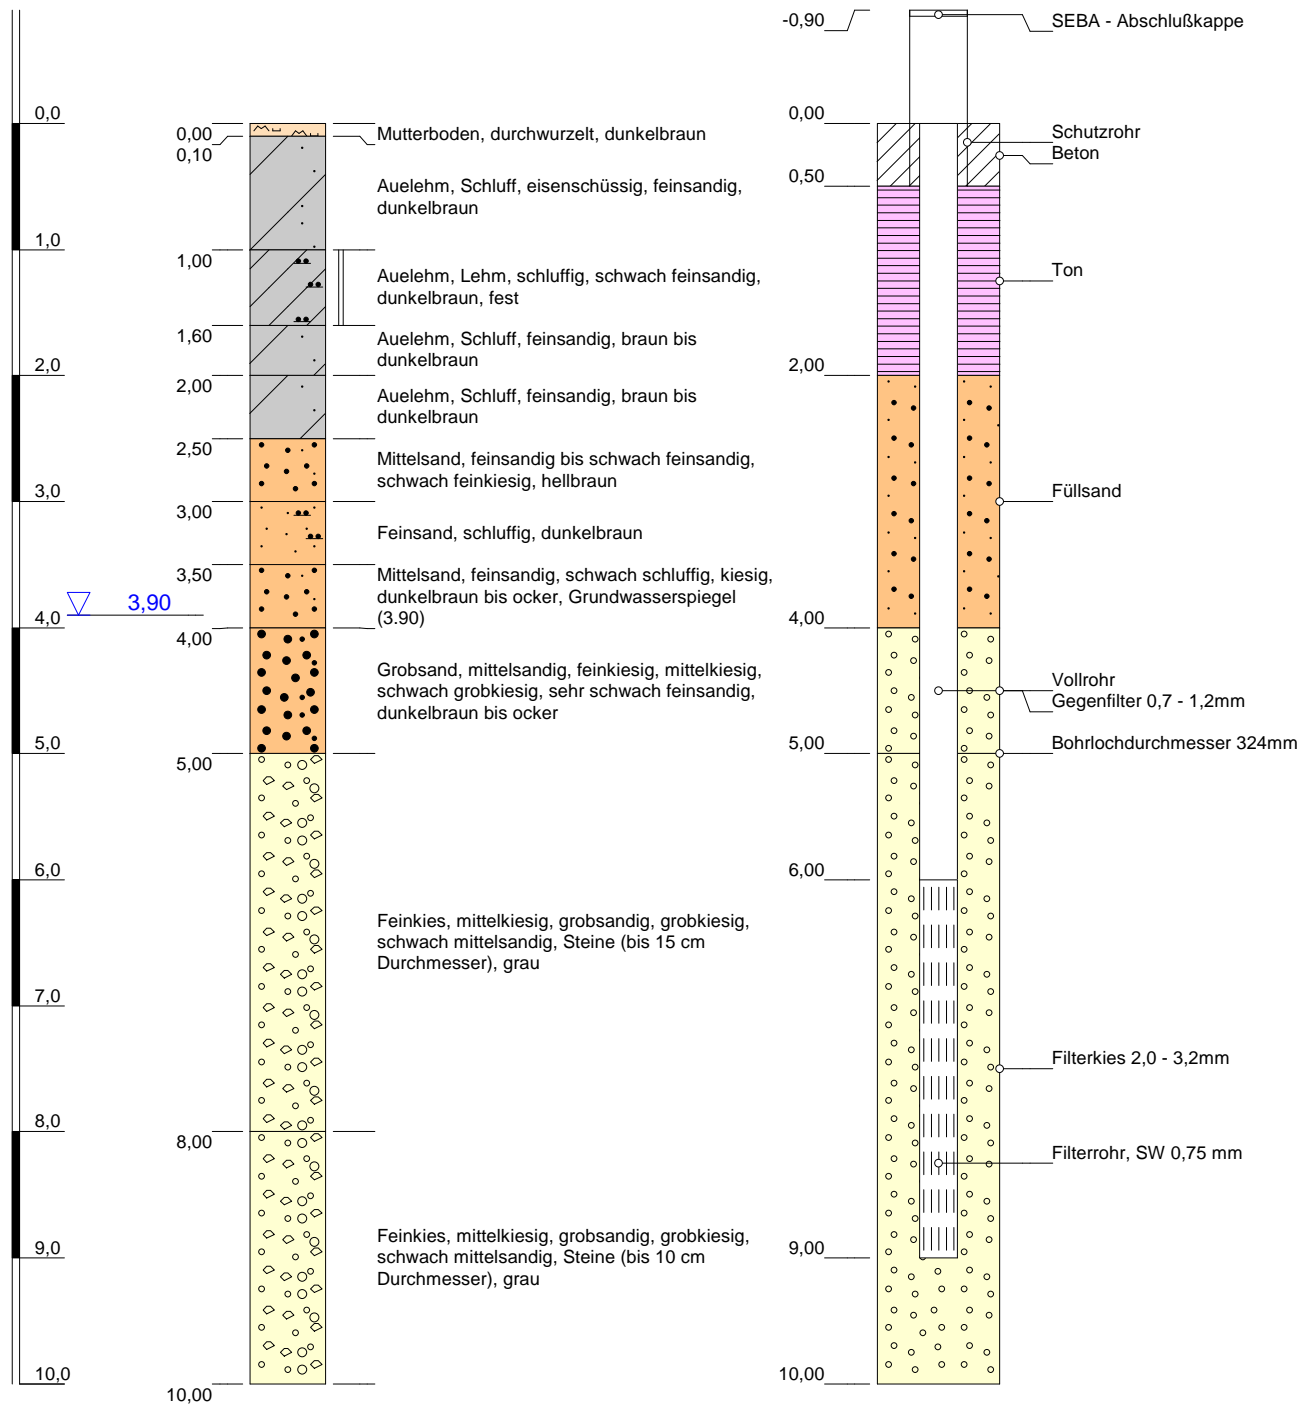 0,0
1,0
2,0
3,0
4,0
5,0
6,0
7,0
8,0
9,0
10,0
3,90
0,00
0,10
1,00
1,60
2,00
2,50
3,00
3,50
4,00
5,00
8,00
10,00
Mutterboden, durchwurzelt, dunkelbraun
Auelehm, Schluff, eisenschüssig, feinsandig,
dunkelbraun
Auelehm, Lehm, schluffig, schwach feinsandig,
dunkelbraun, fest
Auelehm, Schluff, feinsandig, braun bis
dunkelbraun
Auelehm, Schluff, feinsandig, braun bis
dunkelbraun
Mittelsand, feinsandig bis schwach feinsandig,
schwach feinkiesig, hellbraun
Feinsand, schluffig, dunkelbraun
Mittelsand, feinsandig, schwach schluffig, kiesig,
dunkelbraun bis ocker, Grundwasserspiegel
(3.90)
Grobsand, mittelsandig, feinkiesig, mittelkiesig,
schwach grobkiesig, sehr schwach feinsandig,
dunkelbraun bis ocker
Feinkies, mittelkiesig, grobsandig, grobkiesig,
schwach mittelsandig, Steine (bis 15 cm
Durchmesser), grau
Feinkies, mittelkiesig, grobsandig, grobkiesig,
schwach mittelsandig, Steine (bis 10 cm
Durchmesser), grau
-0,90
0,00
0,50
2,00
4,00
5,00
6,00
9,00
10,00
SEBA - Abschlußkappe
Schutzrohr
Beton
Ton
Füllsand
Vollrohr
Gegenfilter 0,7 - 1,2mm
Bohrlochdurchmesser 324mm
Filterkies 2,0 - 3,2mm
Filterrohr, SW 0,75 mm